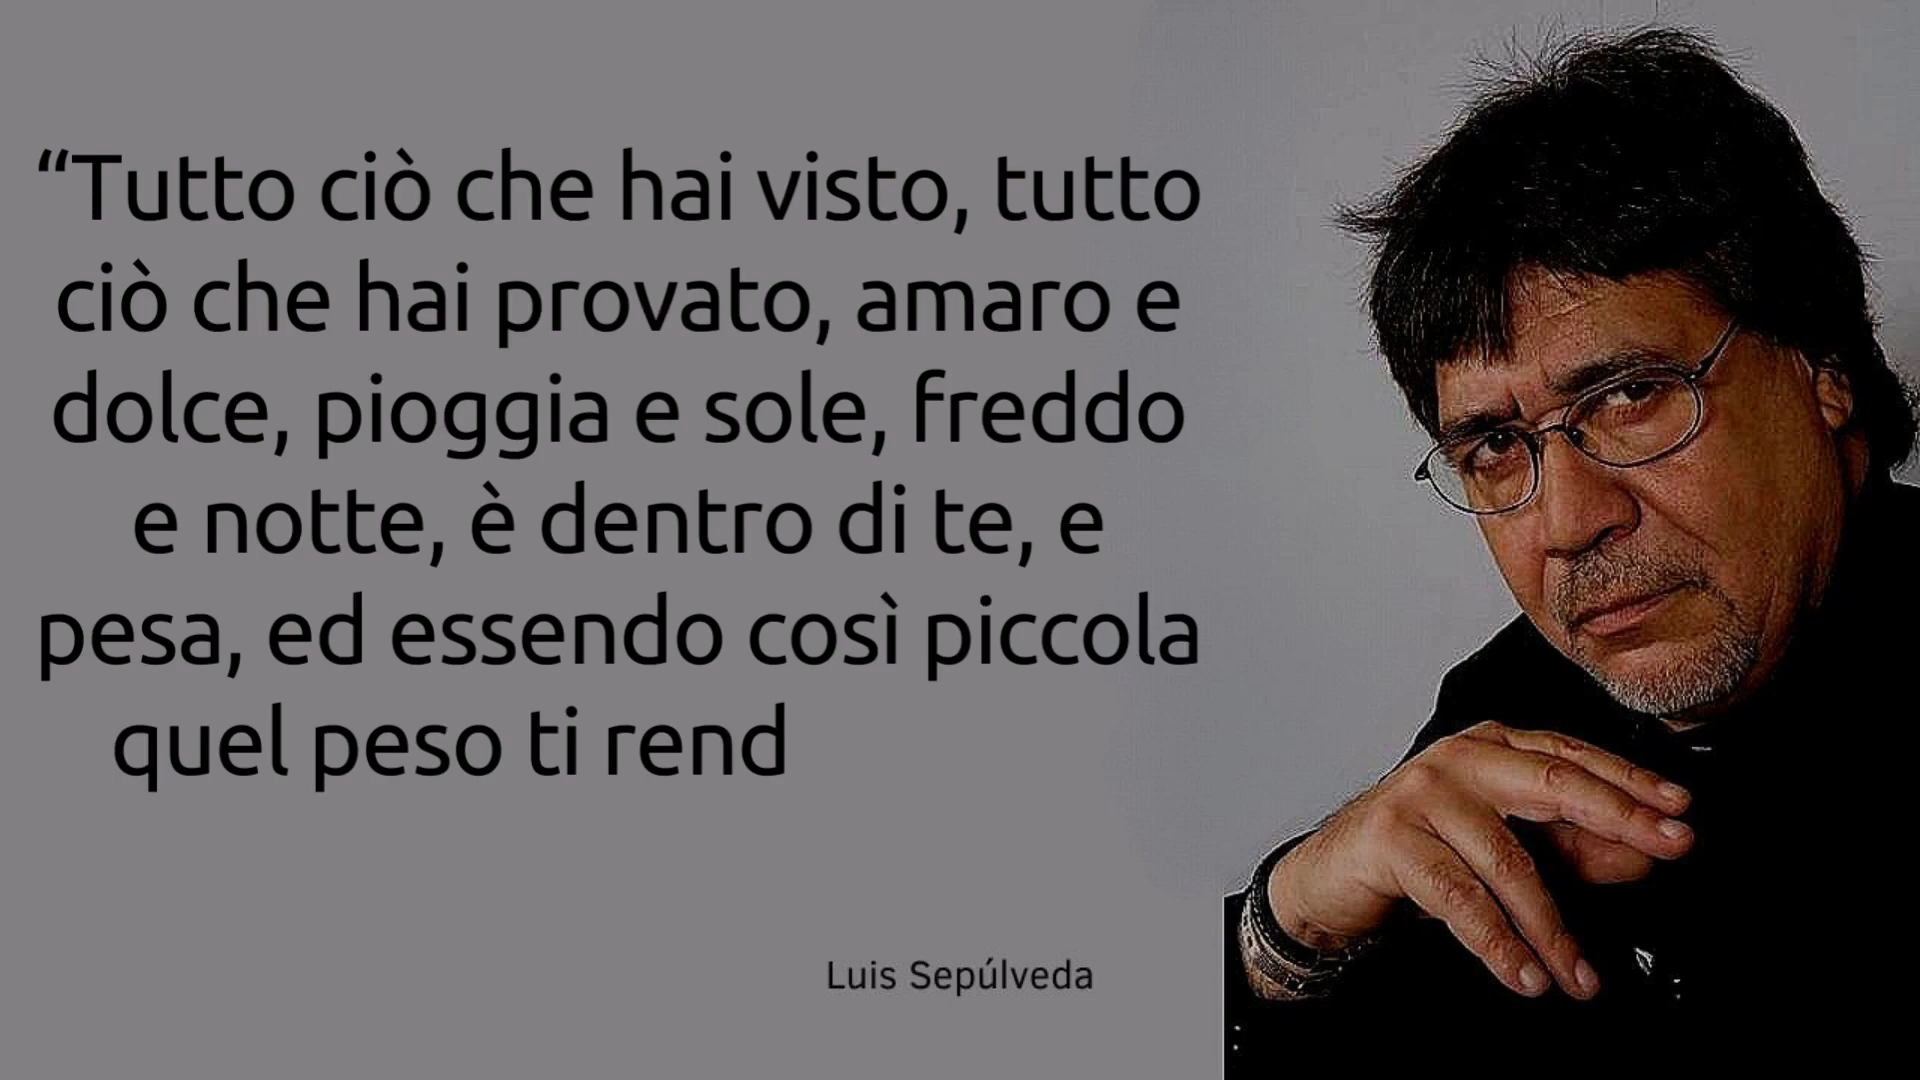 “Tutto ciò che hai visto, tutto
ciò che hai provato, amaro e
dolce, pioggia e sole, freddo
e notte, è dentro di te, e
pesa, ed essendo così piccola
quel peso ti rend
Luis Sepúlveda